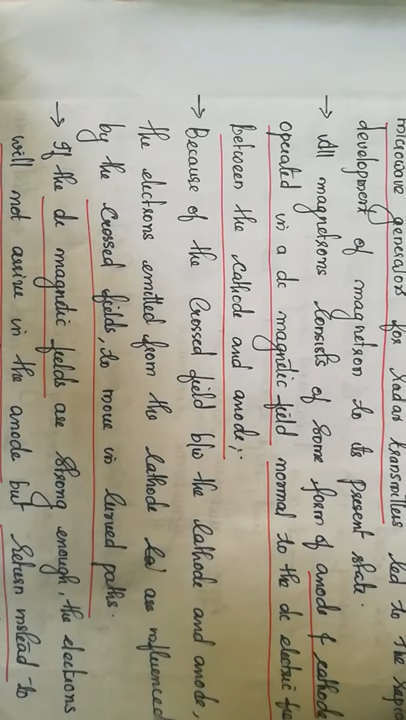 microwave generators for radar transmitters led to the rapid
development of magnetron to its present state.
→ All magnetrons consists of some form of anode & cathode
operated in a dc magnetic field normal to the dc electric fi
between the cathode and anode;
→ Because of the Crossed field b/w the cathode and anode,
the electrons emitted from the cathode are influenced
by the crossed fields, to move in curved paths.
→ If the dc magnetic fields are strong enough, the electrons
will not arrive in the anode but return instead to